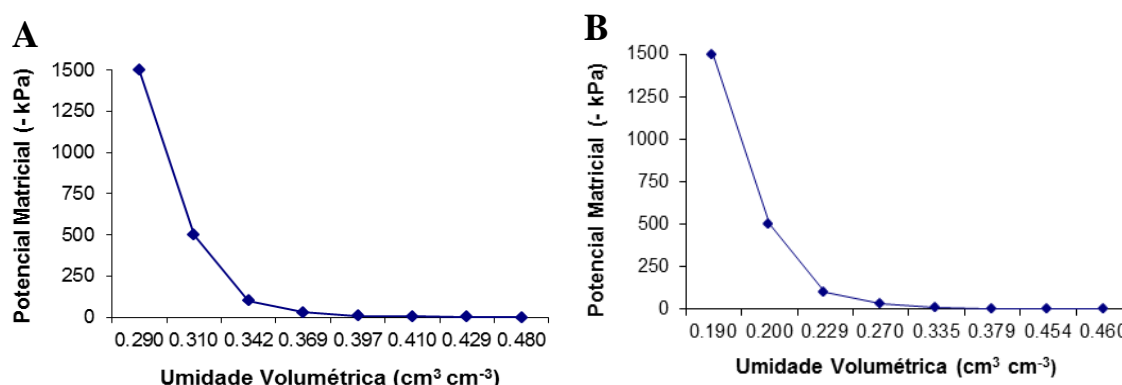 A
Potencial Matricial (- kPa)
1500
1250
1000
750
500
250
0
0.290 0.310 0.342 0.369 0.397 0.410 0.429 0.480
Umidade Volumétrica (cm³ cm⁻³)
B
Potencial Matricial (- kPa)
1500
1250
1000
750
500
250
0
0.190 0.200 0.229 0.270 0.335 0.379 0.454 0.460
Umidade Volumétrica (cm³ cm⁻³)